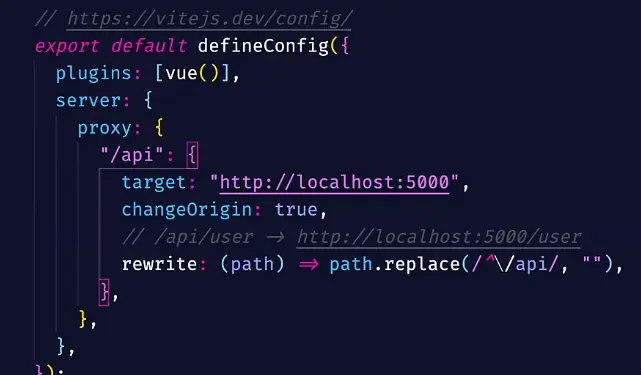 // https://vitejs.dev/config/
export default defineConfig({
  plugins: [vue()],
  server: {
    proxy: {
      "/api": {
        target: "http://localhost:5000",
        changeOrigin: true,
        // /api/user -> http://localhost:5000/user
        rewrite: (path) => path.replace(/^\/api/, ""),
      },
    },
  },
});